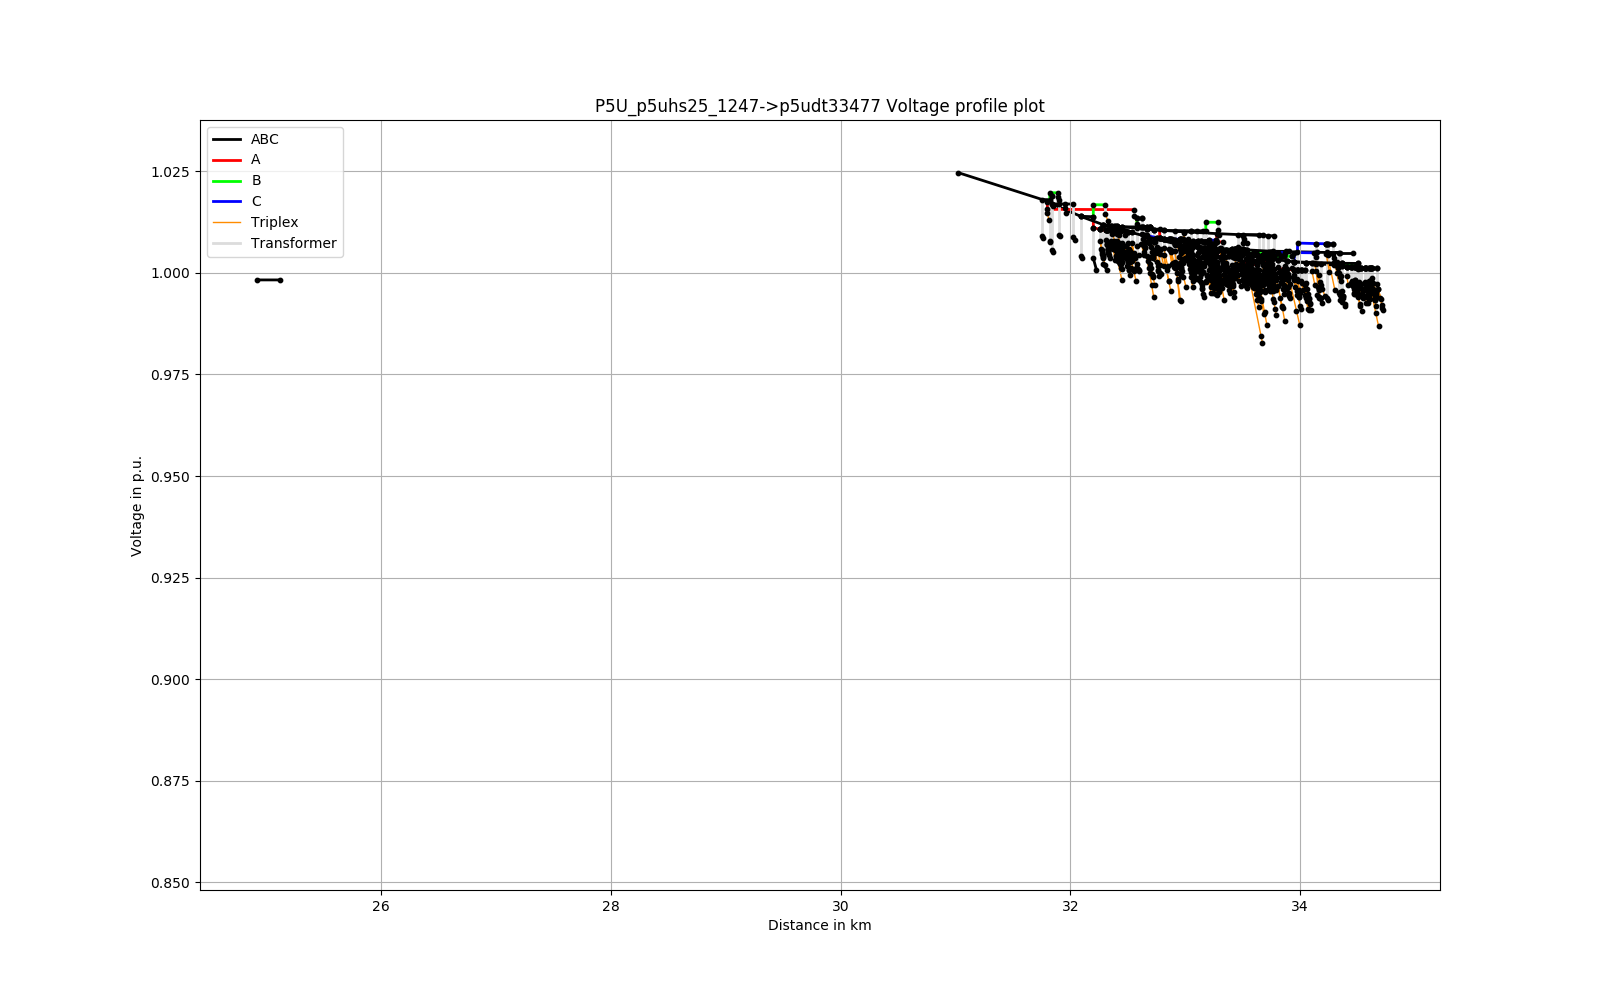 P5U_p5uhs25_1247->p5udt33477 Voltage profile plot
ABC
A
B
C
Triplex
Transformer
1.025
1.000
0.975
0.950
0.925
0.900
0.875
0.850
Voltage in p.u.
26 28 30 32 34
Distance in km